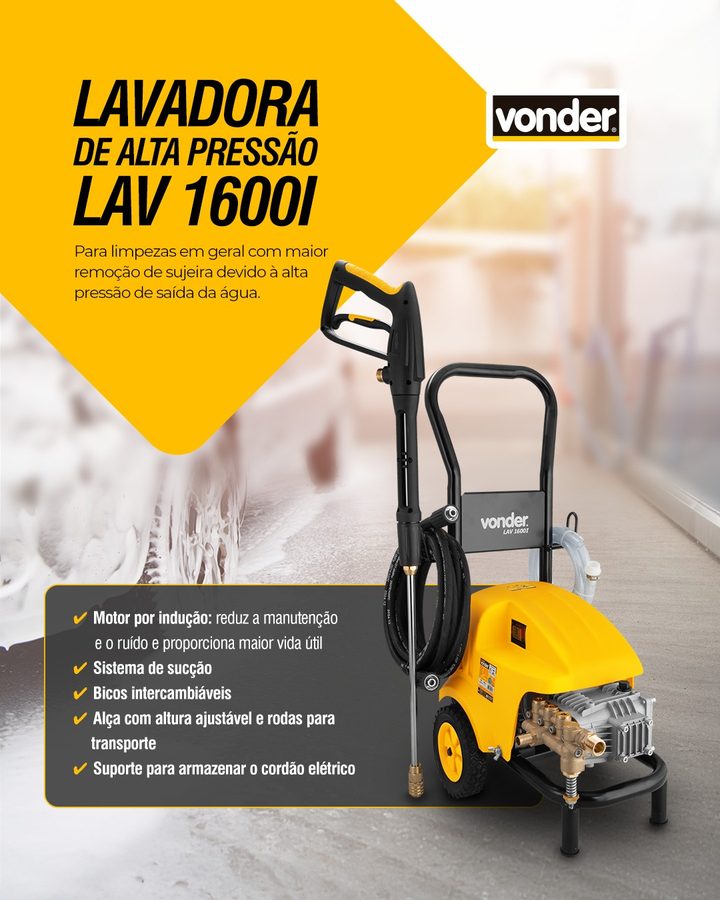 LAVADORA
DE ALTA PRESSÃO
LAV 1600I
Para limpezas em geral com maior
remoção de sujeira devido à alta
pressão de saída da água.
vonder®
vonder®
LAV 1600I
✔ Motor por indução: reduz a manutenção
e o ruído e proporciona maior vida útil
✔ Sistema de sucção
✔ Bicos intercambiáveis
✔ Alça com altura ajustável e rodas para
transporte
✔ Suporte para armazenar o cordão elétrico